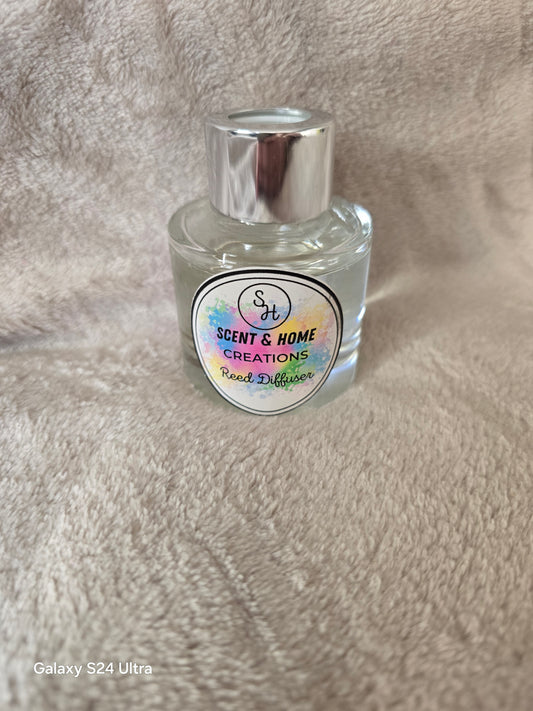 SH
SCENT & HOME
CREATIONS
Reed Diffuser
Galaxy S24 Ultra